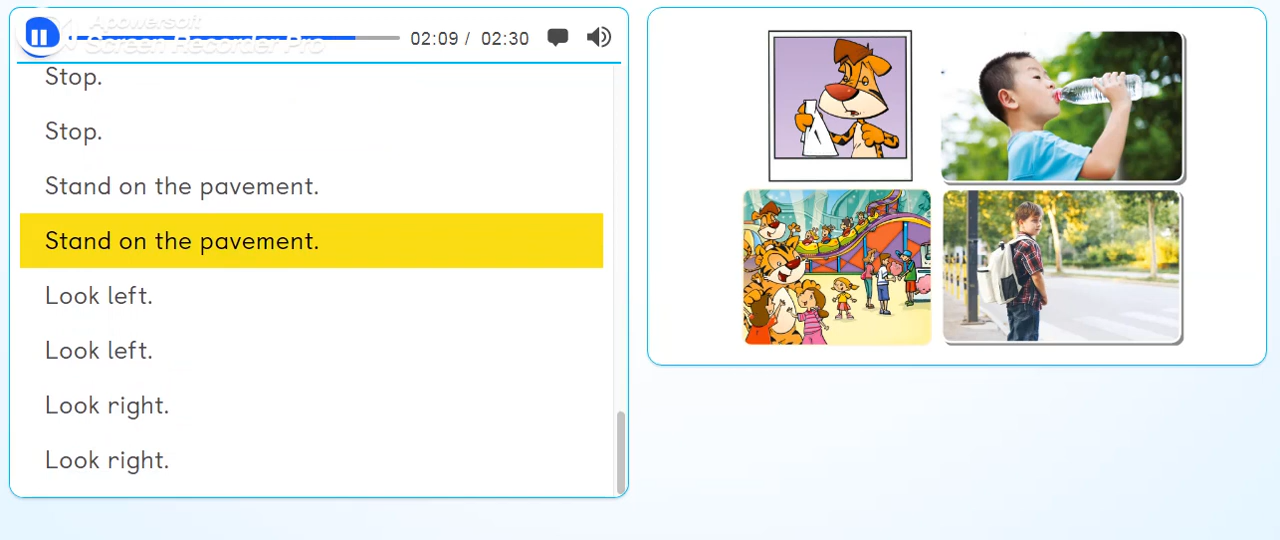 Apowersoft
Screen Recorder Pro
02:09 / 02:30
Stop.
Stop.
Stand on the pavement.
Stand on the pavement.
Look left.
Look left.
Look right.
Look right.